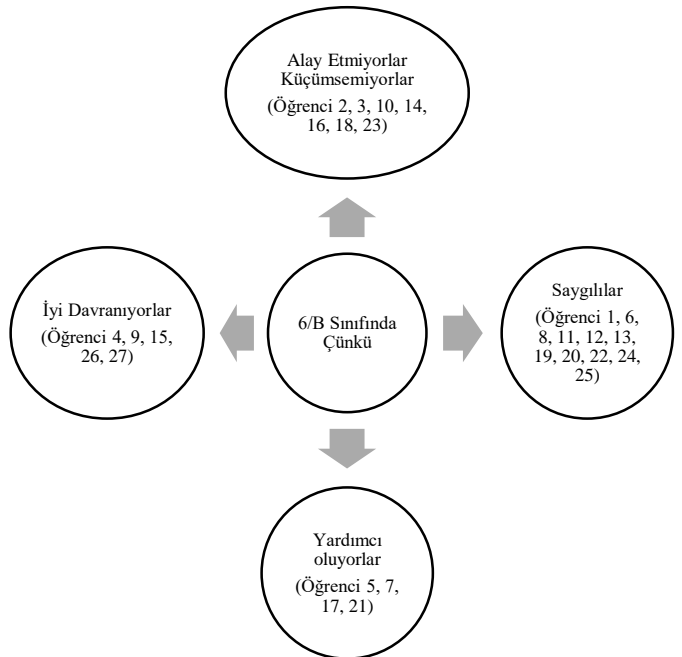 Alay Etmiyorlar
Küçümsemiyorlar
(Öğrenci 2, 3, 10, 14,
16, 18, 23)
İyi Davranıyorlar
(Öğrenci 4, 9, 15,
26, 27)
6/B Sınıfında
Çünkü
Saygılılar
(Öğrenci 1, 6,
8, 11, 12, 13,
19, 20, 22, 24,
25)
Yardımcı
oluyorlar
(Öğrenci 5, 7,
17, 21)